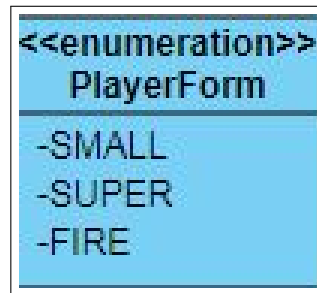 <<enumeration>>
PlayerForm
-SMALL
-SUPER
-FIRE